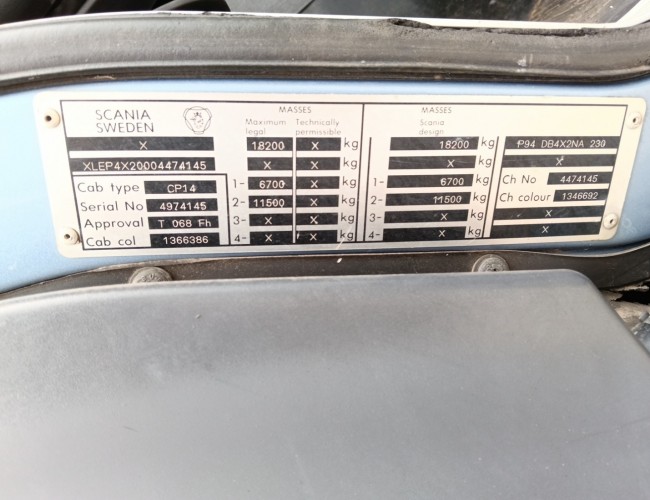 SCANIA
SWEDEN
X
XLEP4X20004474145
Cab type CP14
Serial No 4974145
Approval T 068 Fh
Cab col 1366386
MASSES
Maximum legal Technically permissible
18200 X kg
X X kg
1- 6700 X kg
2- 11500 X kg
3- X X kg
4- X X kg
MASSES
Scania design
18200 kg
X kg
1- 6700 kg
2- 11500 kg
3- X kg
4- X kg
P94 DB4X2NA 230
X
Ch No 4474145
Ch colour 1346692
X
X